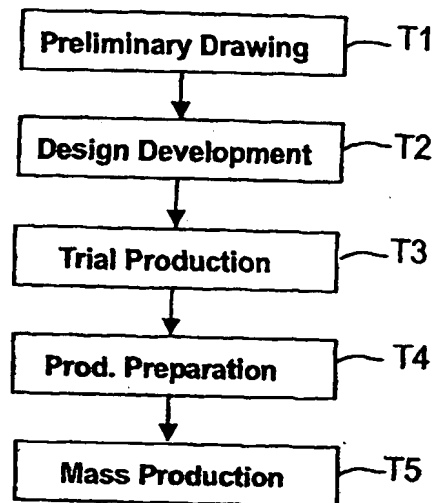 Preliminary Drawing T1
Design Development T2
Trial Production T3
Prod. Preparation T4
Mass Production T5